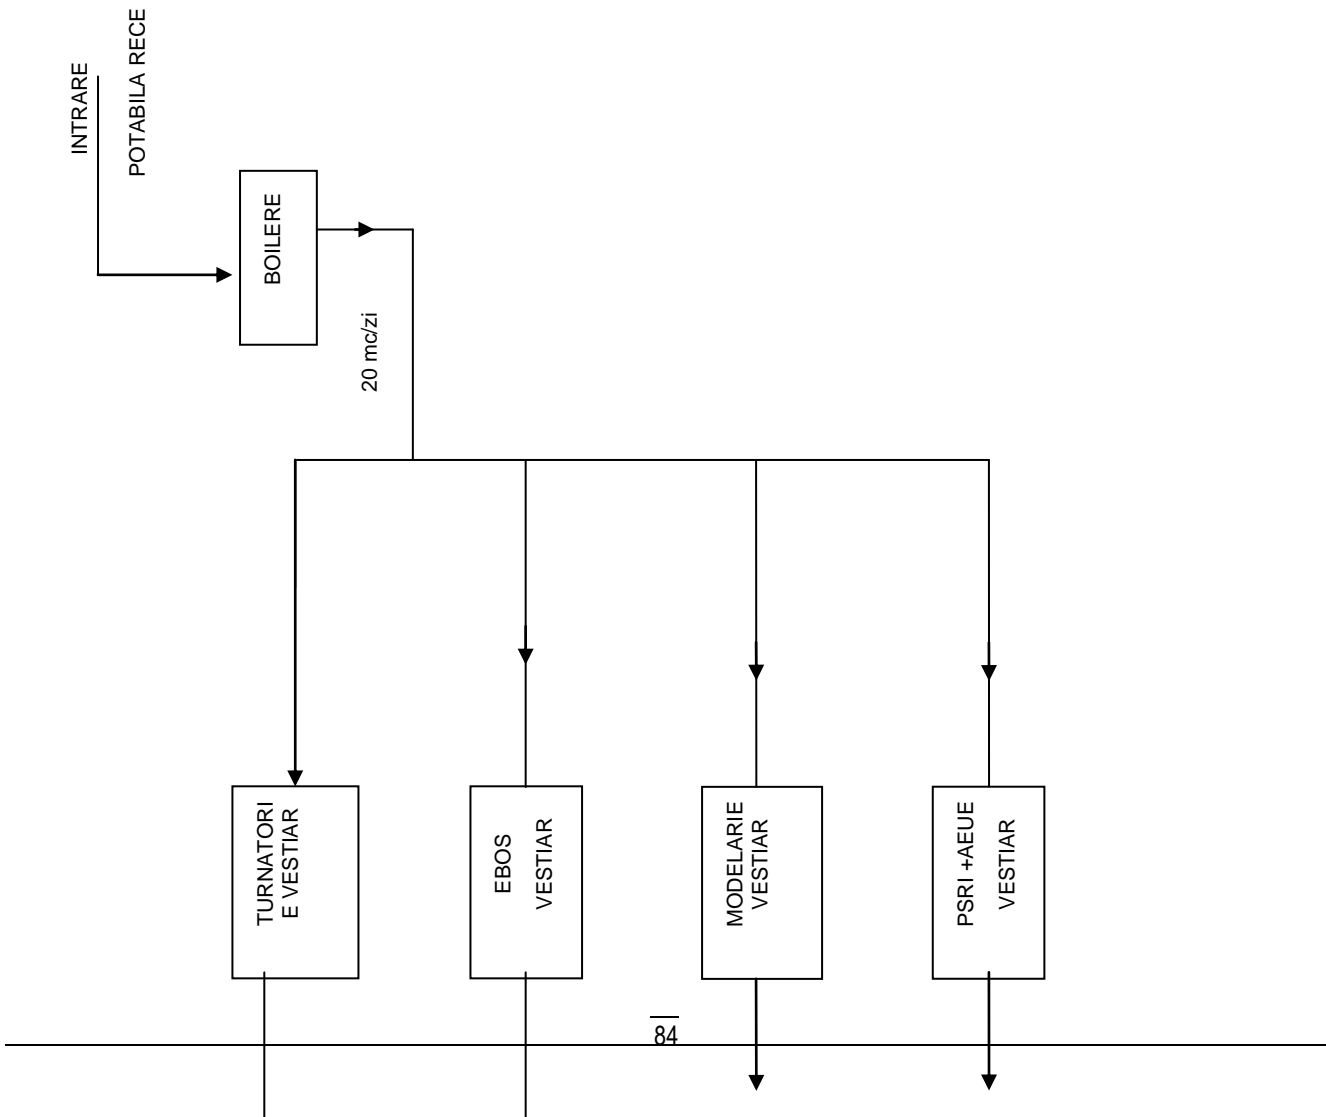 INTRARE
POTABILA RECE
BOILERE
20 mc/zi
TURNATORI
E VESTIAR
EBOS
VESTIAR
MODELARIE
VESTIAR
PSRI +AEUE
VESTIAR
84